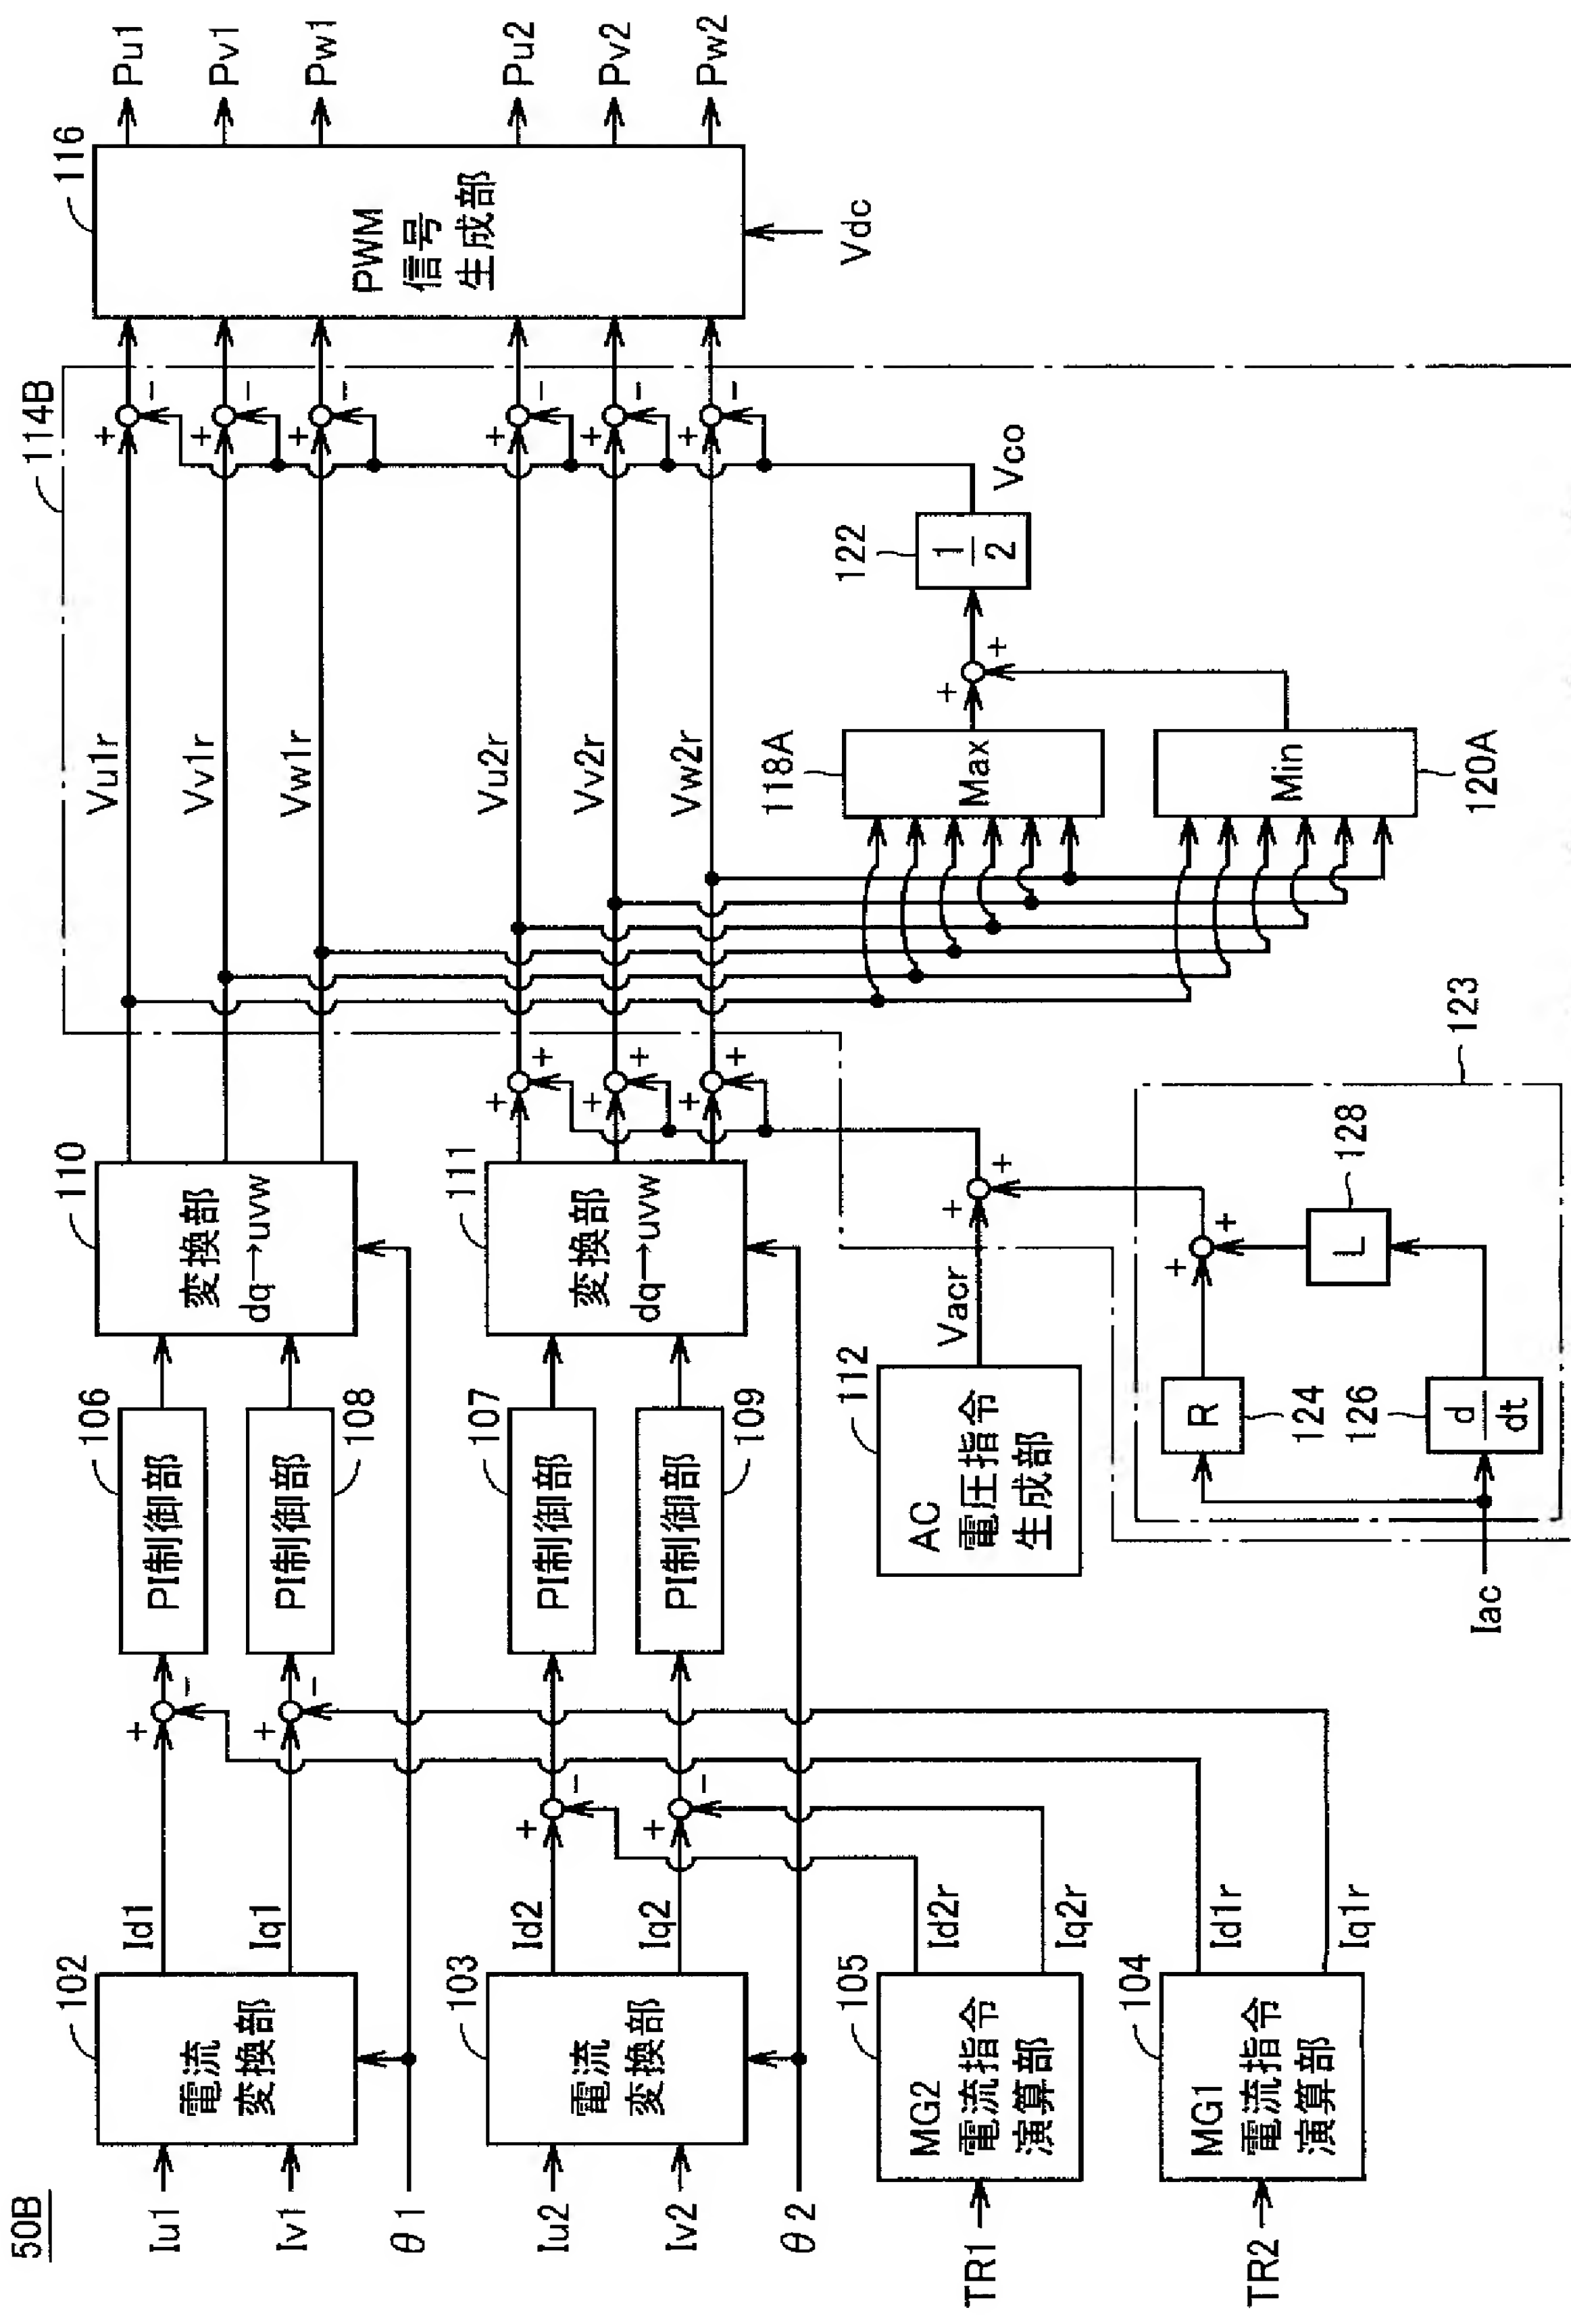 50B
Iu1
Iv1
θ1
Iu2
Iv2
θ2
TR1
TR2
102
電流
変換部
103
電流
変換部
105
MG2
電流指令
演算部
104
MG1
電流指令
演算部
Id1
Iq1
Id2
Iq2
Id2r
Iq2r
Id1r
Iq1r
+
-
+
-
+
-
+
-
106
PI制御部
108
PI制御部
107
PI制御部
109
PI制御部
110
変換部
dq→uvw
111
変換部
dq→uvw
112
AC
電圧指令
生成部
Vacr
+
+
Iac
123
R
124
126
d
dt
128
L
+
+
+
+
+
+
+
+
114B
Vu1r
Vv1r
Vw1r
Vu2r
Vv2r
Vw2r
118A
Max
120A
Min
+
+
122
1
2
Vco
+
-
+
-
+
-
+
-
+
-
+
-
116
PWM
信号
生成部
Vdc
Pu1
Pv1
Pw1
Pu2
Pv2
Pw2